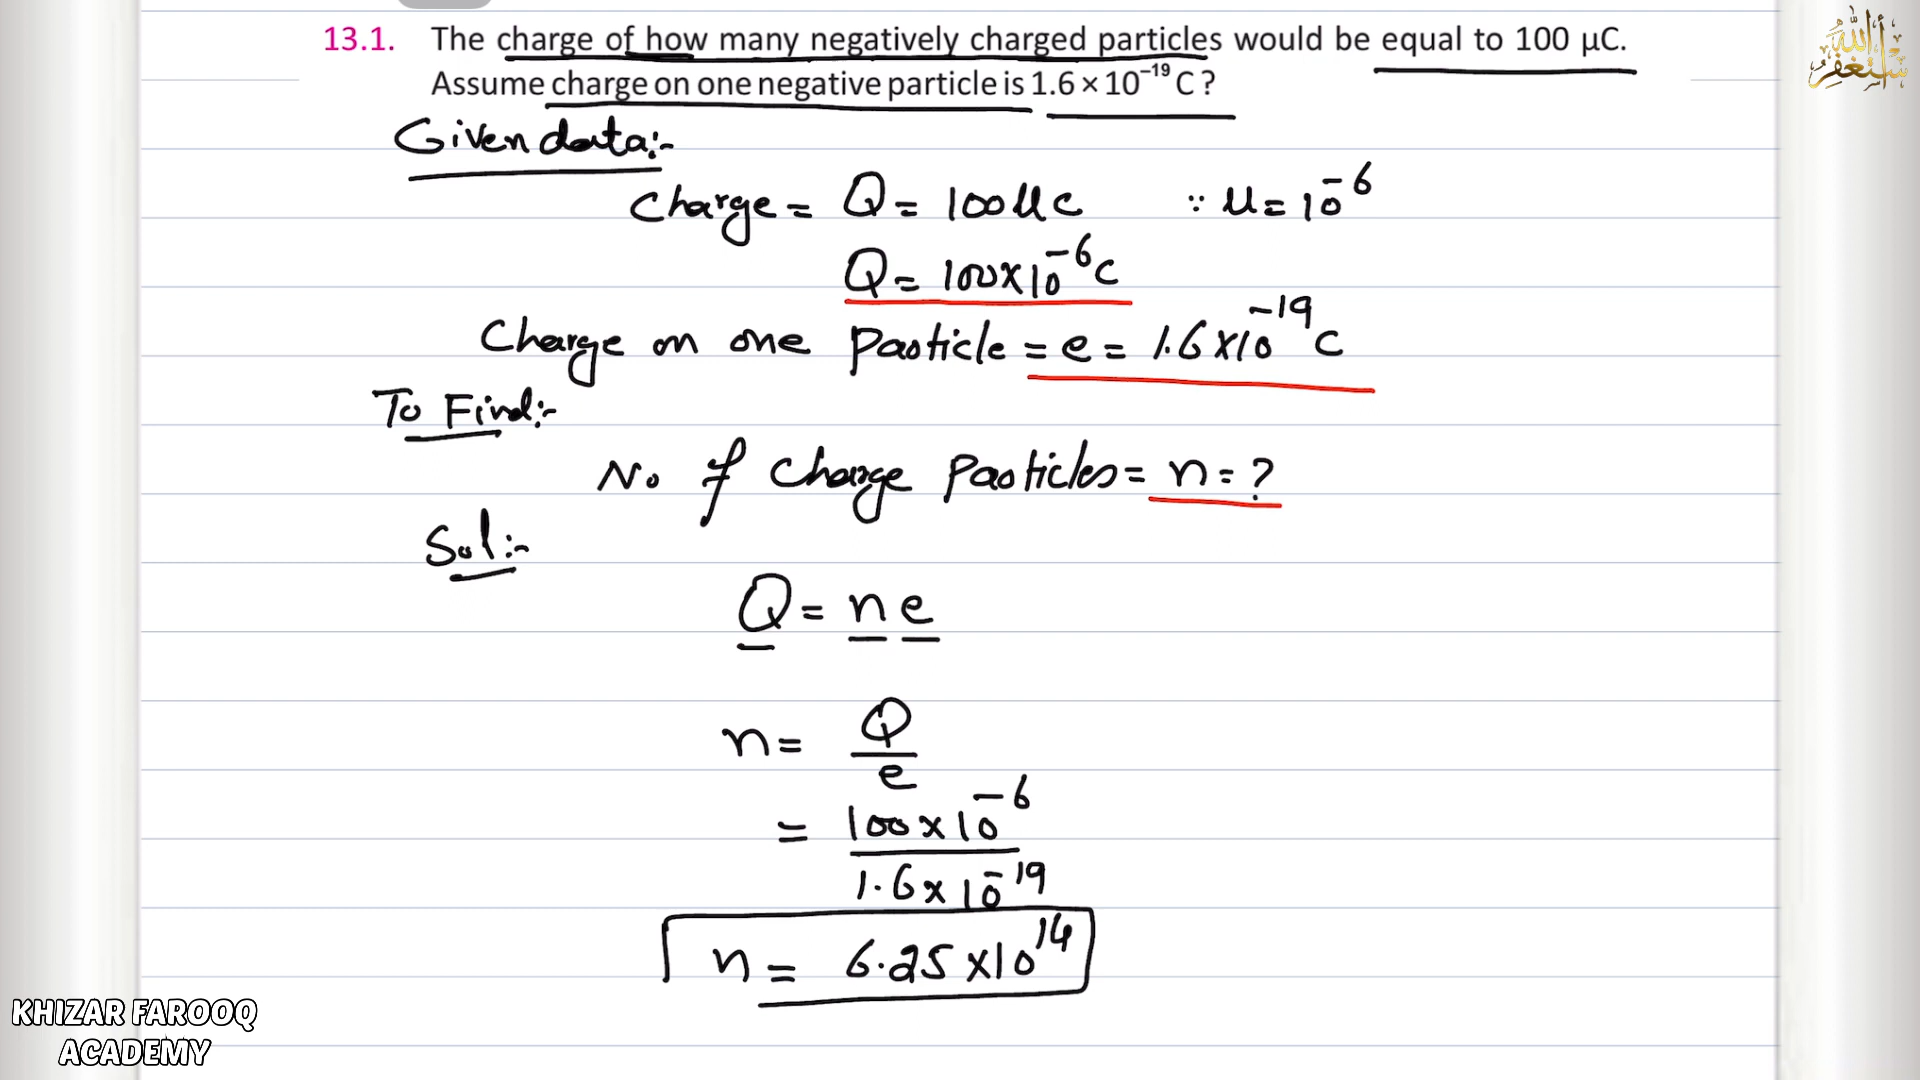 13.1. The charge of how many negatively charged particles would be equal to 100 μC.
Assume charge on one negative particle is 1.6 × 10⁻¹⁹ C ?
Given data:-
Charge = Q = 100 μc ∵ μ = 10⁻⁶
Q = 100×10⁻⁶ c
Charge on one Particle = e = 1.6×10⁻¹⁹ c
To Find:-
No of Charge Particles = n = ?
Sol:-
Q = ne
n = Q
e
= 100×10⁻⁶
1.6×10⁻¹⁹
n = 6.25×10¹⁴
KHIZAR FAROOQ
ACADEMY